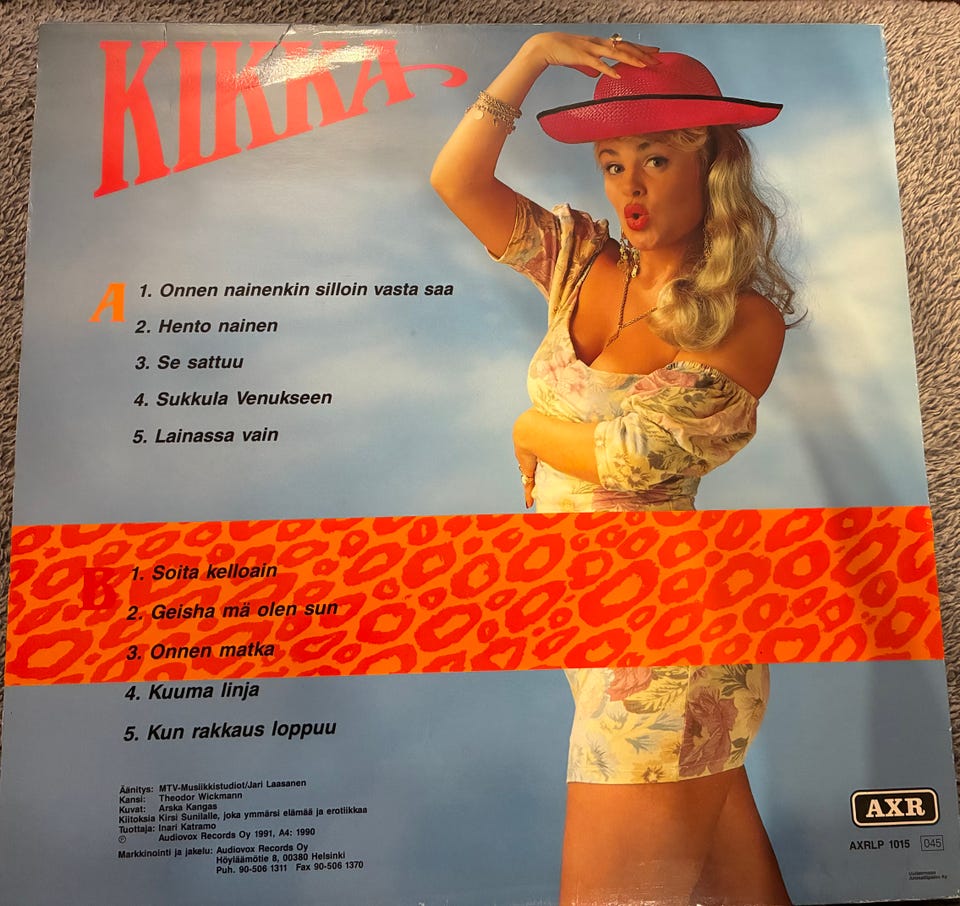 KIKKA
A
1. Onnen nainenkin silloin vasta saa
2. Hento nainen
3. Se sattuu
4. Sukkula Venukseen
5. Lainassa vain
B
1. Soita kelloain
2. Geisha mä olen sun
3. Onnen matka
4. Kuuma linja
5. Kun rakkaus loppuu
Äänitys: MTV-Musiikkistudiot/Jari Laasanen
Kansi: Theodor Wickmann
Kuvat: Arska Kangas
Kiitoksia Kirsi Sunilalle, joka ymmärsi elämää ja erotiikkaa
Tuottaja: Inari Katramo
Ⓟ Audiovox Records Oy 1991, A4: 1990
Markkinointi ja jakelu: Audiovox Records Oy
Höyläämötie 8, 00380 Helsinki
Puh. 90-506 1311 Fax 90-506 1370
AXR
AXRLP 1015 045